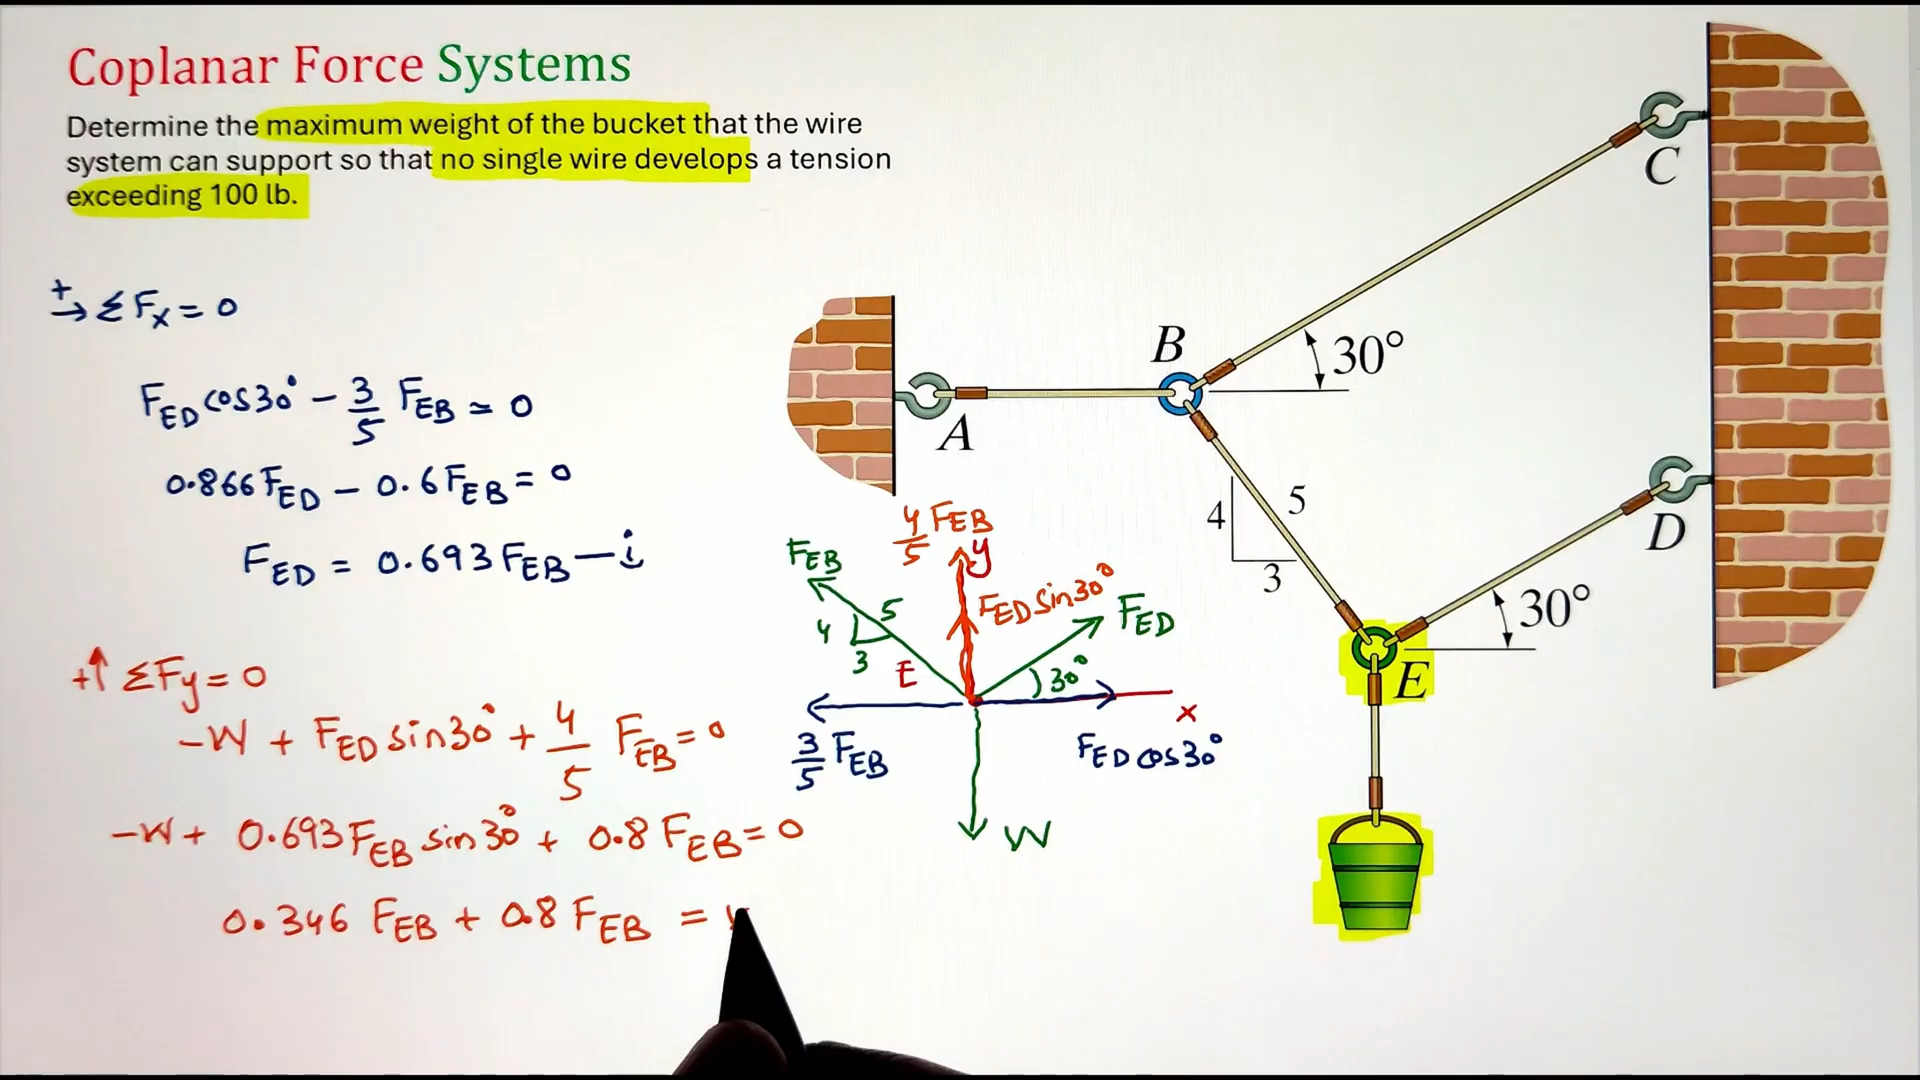 Coplanar Force Systems
Determine the maximum weight of the bucket that the wire
system can support so that no single wire develops a tension
exceeding 100 lb.
+→ ΣFx = 0
FED cos30° − 3/5 FEB = 0
0.866 FED − 0.6 FEB = 0
FED = 0.693 FEB — i
+↑ ΣFy = 0
-W + FED sin30° + 4/5 FEB = 0
-W + 0.693 FEB sin30° + 0.8 FEB = 0
0.346 FEB + 0.8 FEB =
C
B
30°
A
4
5
3
D
30°
E
4/5 FEB
y
FEB
FED sin30°
FED
5
4
3
E
30°
x
3/5 FEB
FED cos30°
W